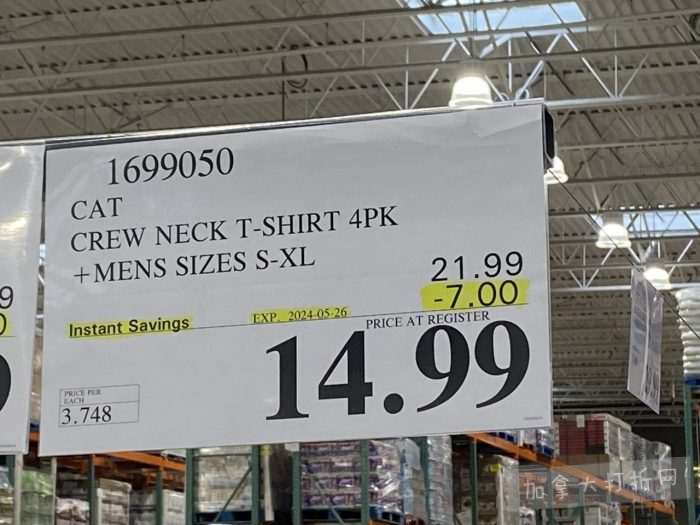 1699050
CAT
CREW NECK T-SHIRT 4PK
+MENS SIZES S-XL
21.99
-7.00
Instant Savings
EXP. 2024-05-26
PRICE AT REGISTER
14.99
PRICE PER
EACH
3.748
加拿大打折网